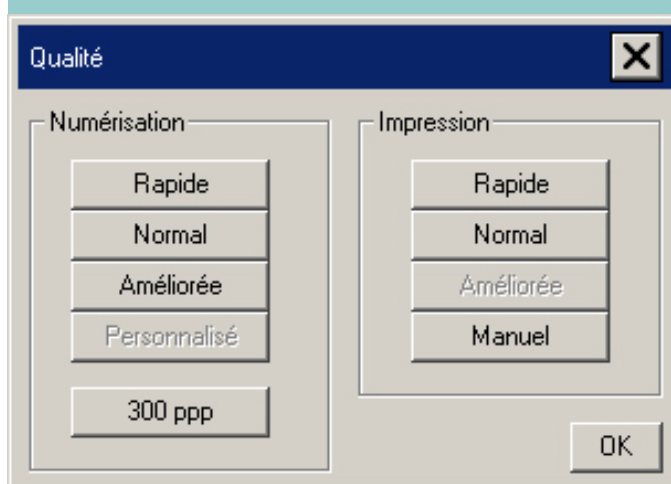 Qualité
Numérisation
Rapide
Normal
Améliorée
Personnalisé
300 ppp
Impression
Rapide
Normal
Améliorée
Manuel
OK